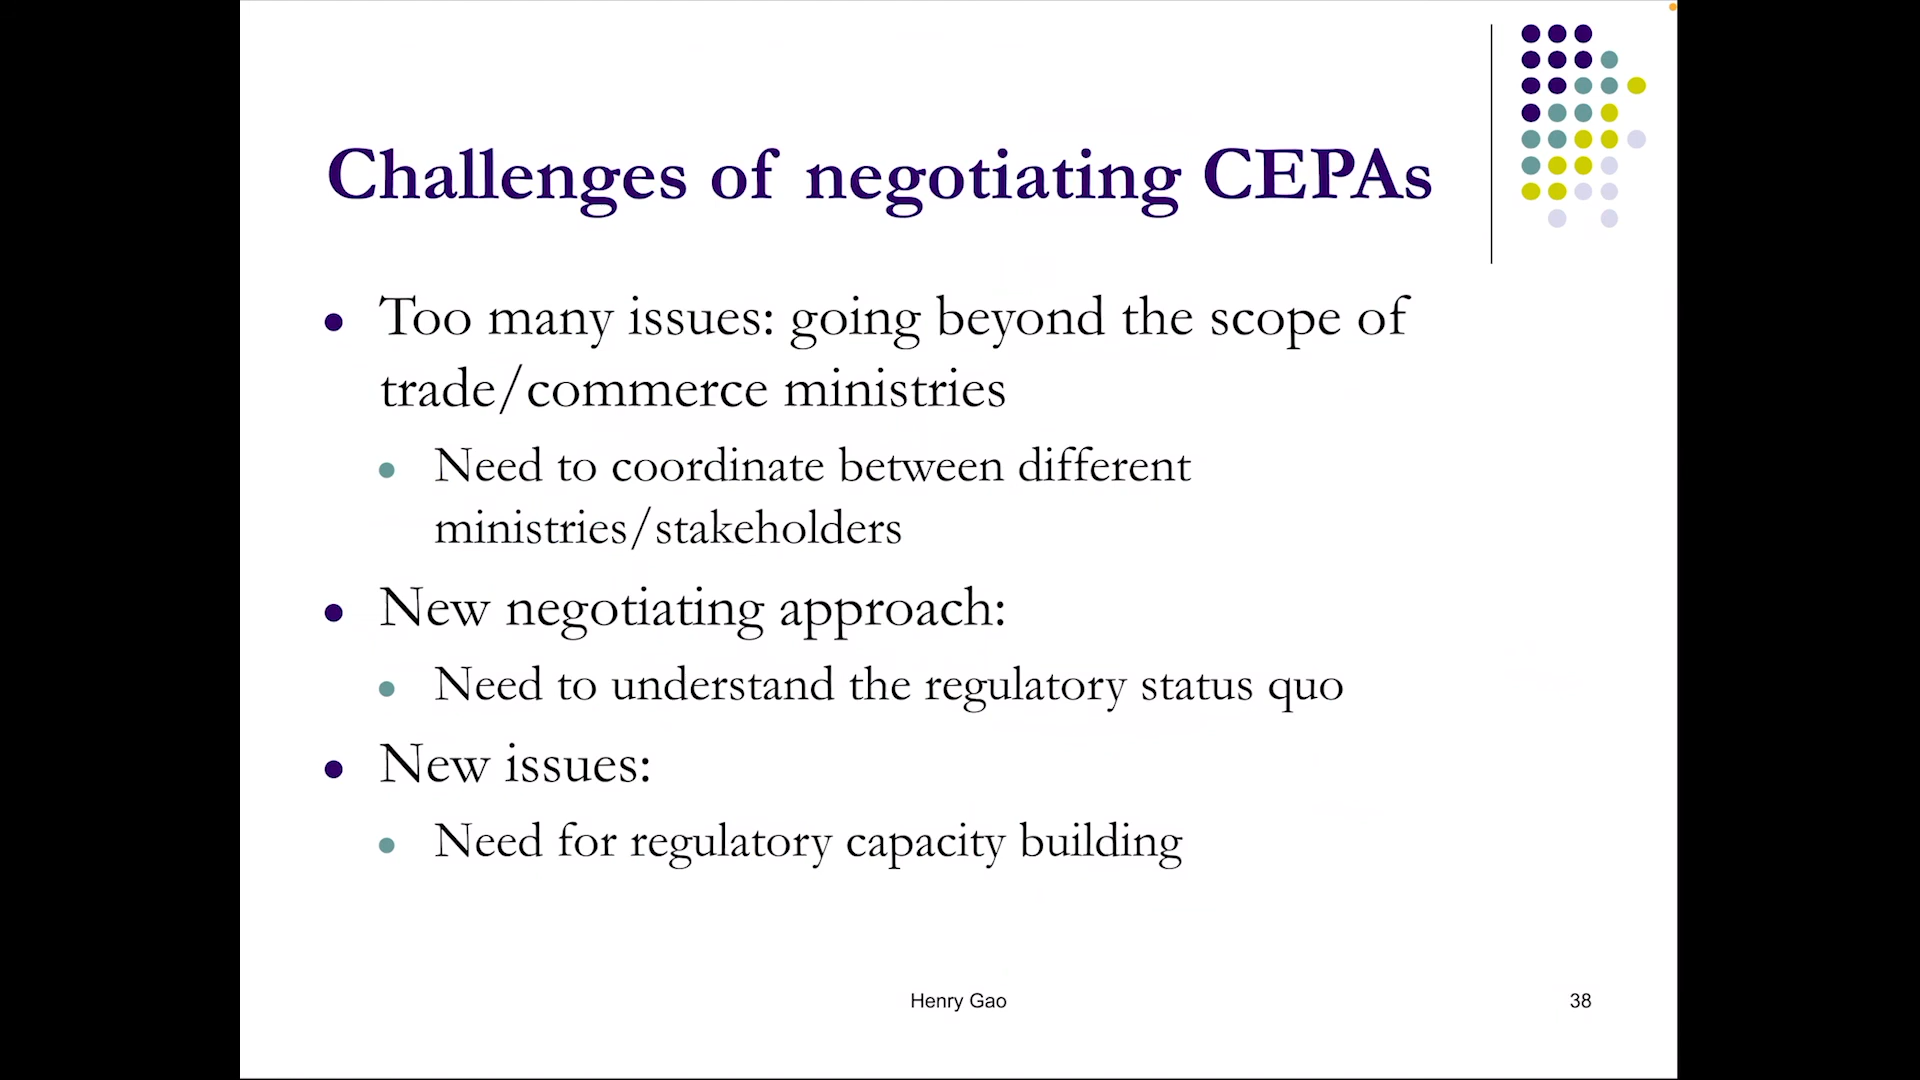 Challenges of negotiating CEPAs
Too many issues: going beyond the scope of
trade/commerce ministries
Need to coordinate between different
ministries/stakeholders
New negotiating approach:
Need to understand the regulatory status quo
New issues:
Need for regulatory capacity building
Henry Gao
38